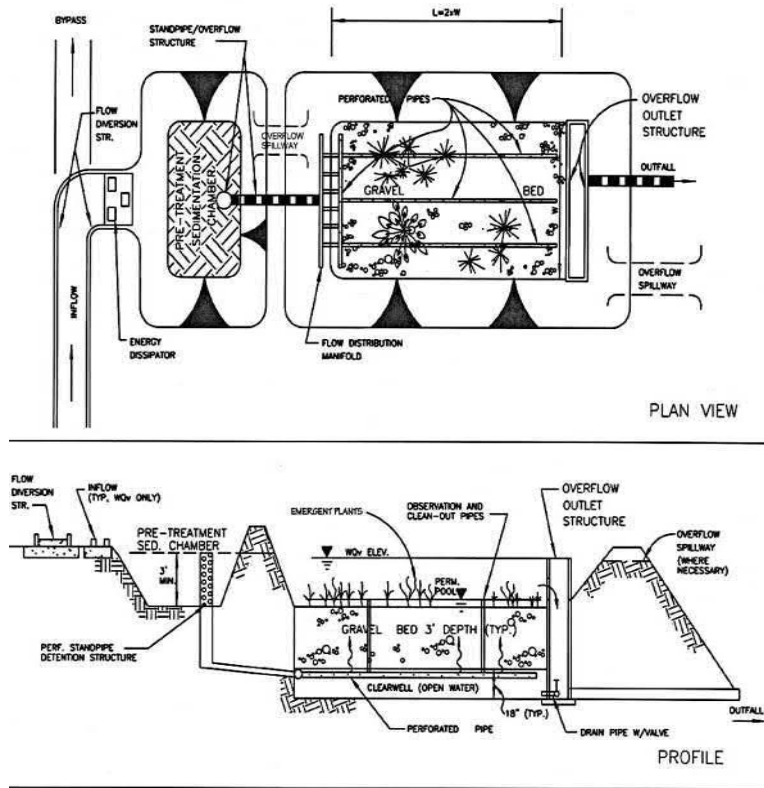 L=2xW
BYPASS
STANDPIPE/OVERFLOW
STRUCTURE
FLOW
DIVERSION
STR.
OVERFLOW
SPILLWAY
PERFORATED PIPES
OVERFLOW
OUTLET
STRUCTURE
PRE-TREATMENT
SEDIMENTATION
CHAMBER
GRAVEL BED
W
OUTFALL
INFLOW
ENERGY
DISSIPATOR
FLOW DISTRIBUTION
MANIFOLD
OVERFLOW
SPILLWAY
PLAN VIEW
FLOW
DIVERSION
STR.
INFLOW
(TYP. WQv ONLY)
PRE-TREATMENT
SED. CHAMBER
3' MIN.
EMERGENT PLANTS
OBSERVATION AND
CLEAN-OUT PIPES
OVERFLOW
OUTLET
STRUCTURE
OVERFLOW
SPILLWAY
(WHERE
NECESSARY)
WQv ELEV.
PERM.
POOL
GRAVEL BED 3' DEPTH (TYP.)
PERF. STANDPIPE
DETENTION STRUCTURE
CLEARWELL (OPEN WATER)
PERFORATED PIPE
18" (TYP.)
DRAIN PIPE W/VALVE
OUTFALL
PROFILE